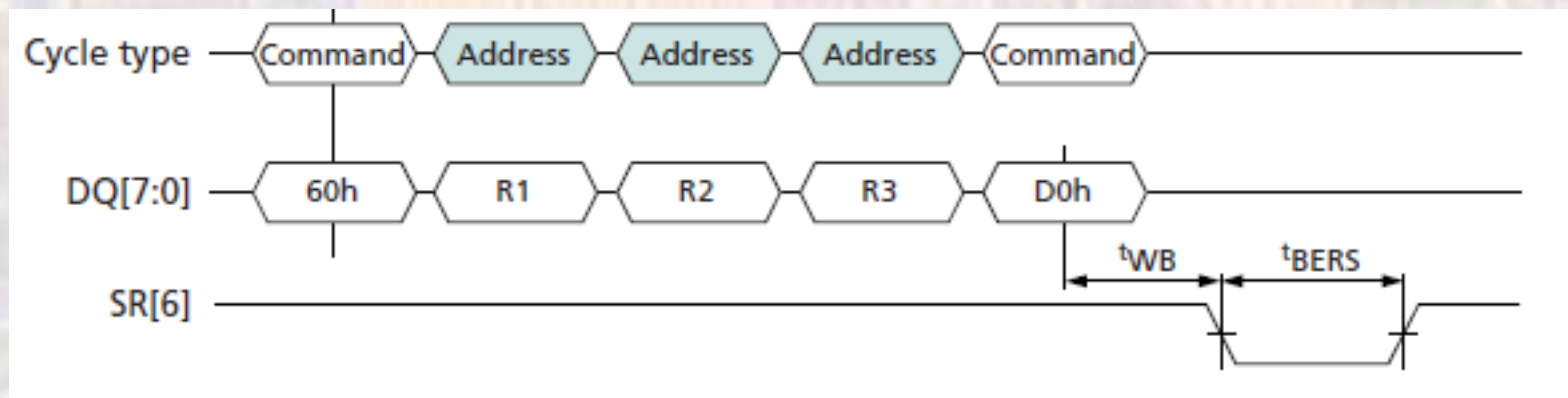 Cycle type Command Address Address Address Command
DQ[7:0] 60h R1 R2 R3 D0h
tWB tBERS
SR[6]